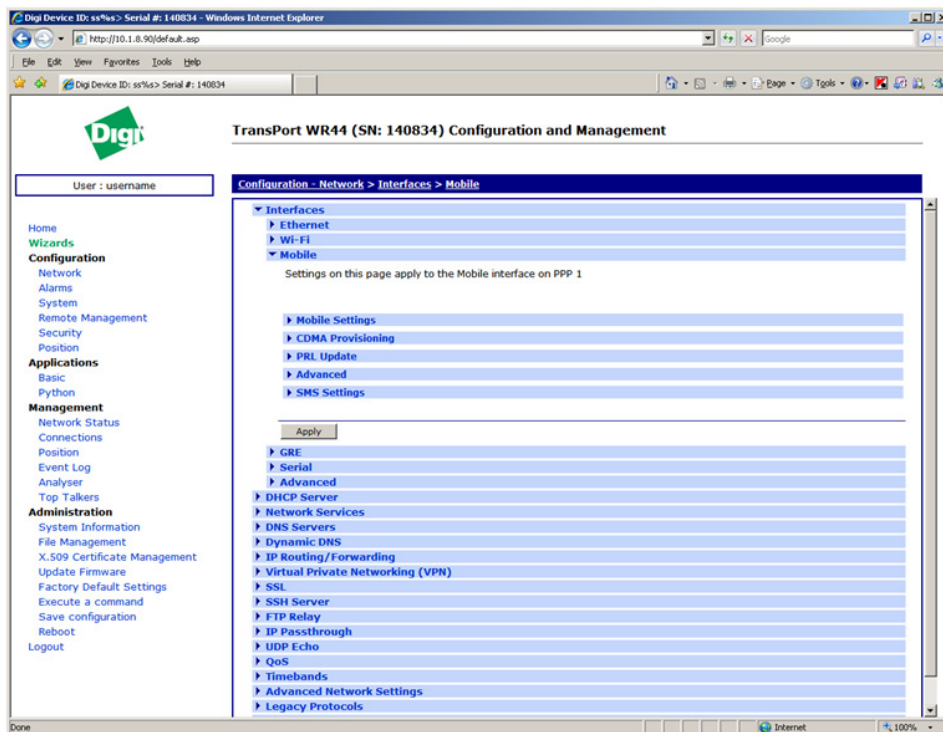 Digi Device ID: ss%s> Serial #: 140834 - Windows Internet Explorer
http://10.1.8.90/default.asp
Google
File Edit View Favorites Tools Help
Digi Device ID: ss%s> Serial #: 140834
Page Tools
Digi
TransPort WR44 (SN: 140834) Configuration and Management
User : username
Home
Wizards
Configuration
Network
Alarms
System
Remote Management
Security
Position
Applications
Basic
Python
Management
Network Status
Connections
Position
Event Log
Analyser
Top Talkers
Administration
System Information
File Management
X.509 Certificate Management
Update Firmware
Factory Default Settings
Execute a command
Save configuration
Reboot
Logout
Configuration - Network > Interfaces > Mobile
Interfaces
Ethernet
Wi-Fi
Mobile
Settings on this page apply to the Mobile interface on PPP 1
Mobile Settings
CDMA Provisioning
PRL Update
Advanced
SMS Settings
Apply
GRE
Serial
Advanced
DHCP Server
Network Services
DNS Servers
Dynamic DNS
IP Routing/Forwarding
Virtual Private Networking (VPN)
SSL
SSH Server
FTP Relay
IP Passthrough
UDP Echo
QoS
Timebands
Advanced Network Settings
Legacy Protocols
Done
Internet
100%